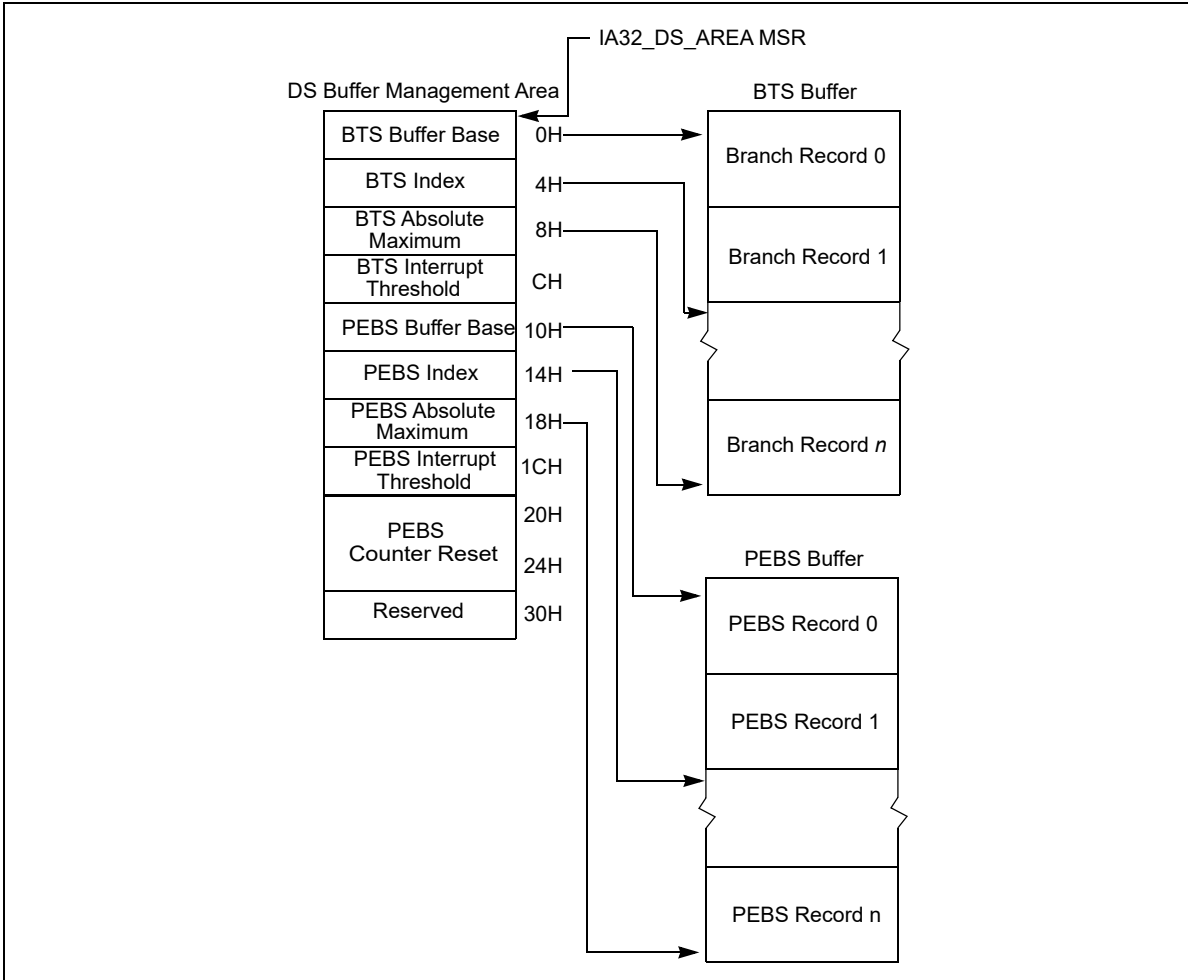 IA32_DS_AREA MSR
DS Buffer Management Area
BTS Buffer Base 0H
BTS Index 4H
BTS Absolute
Maximum 8H
BTS Interrupt
Threshold CH
PEBS Buffer Base 10H
PEBS Index 14H
PEBS Absolute
Maximum 18H
PEBS Interrupt
Threshold 1CH
20H
PEBS
Counter Reset
24H
Reserved 30H
BTS Buffer
Branch Record 0
Branch Record 1
Branch Record n
PEBS Buffer
PEBS Record 0
PEBS Record 1
PEBS Record n